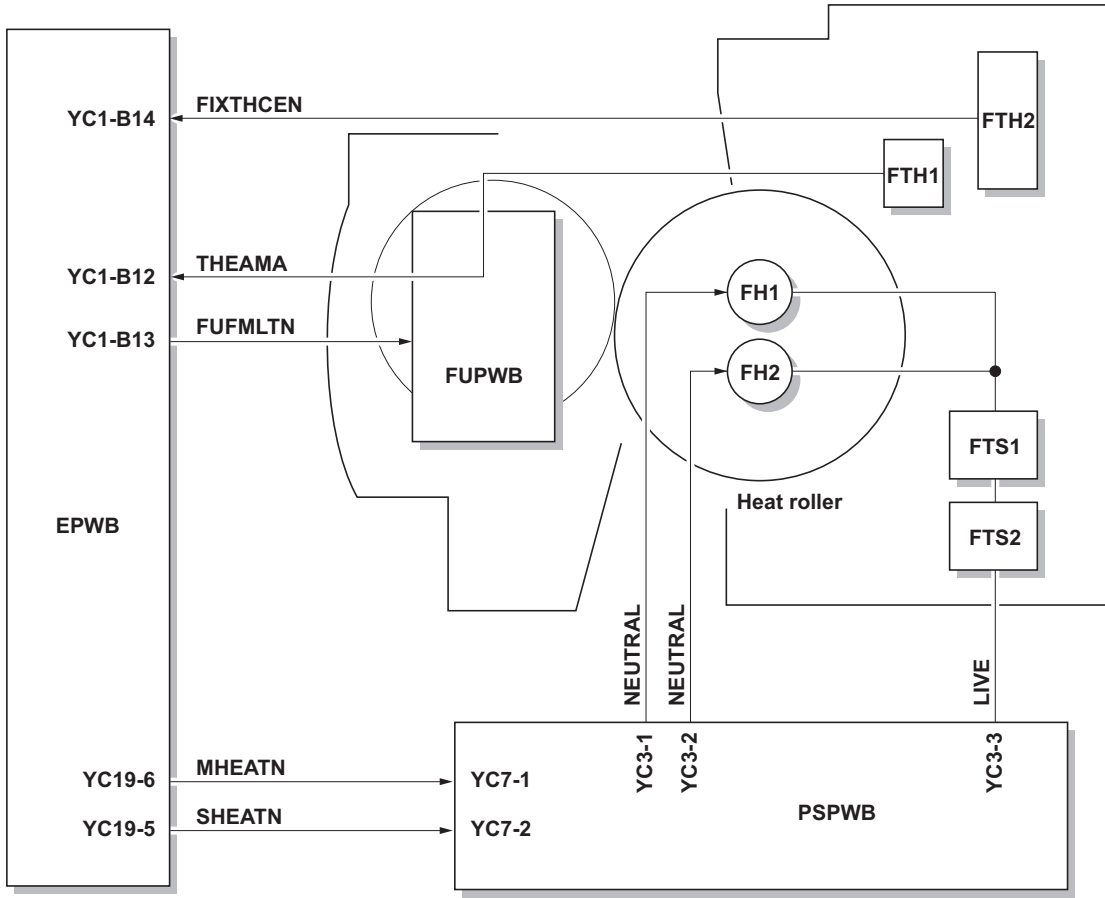 YC1-B14
FIXTHCEN
FTH2
FTH1
YC1-B12
THEAMA
YC1-B13
FUFMLTN
FUPWB
FH1
FH2
FTS1
Heat roller
FTS2
EPWB
NEUTRAL
NEUTRAL
LIVE
YC3-1
YC3-2
YC3-3
YC19-6
MHEATN
YC7-1
PSPWB
YC19-5
SHEATN
YC7-2